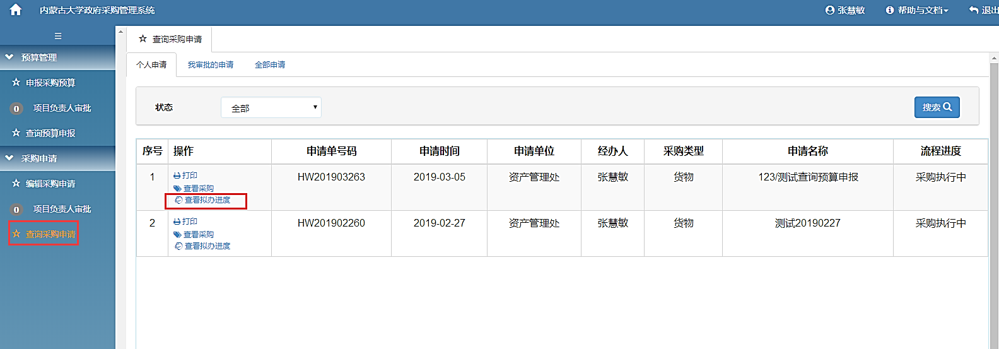 内蒙古大学政府采购管理系统
张慧敏
帮助与文档
退出
预算管理
申报采购预算
0 项目负责人审批
查询预算申报
采购申请
编辑采购申请
0 项目负责人审批
查询采购申请
查询采购申请
个人申请 我审批的申请 全部申请
状态 全部 搜索
序号 操作 申请单号码 申请时间 申请单位 经办人 采购类型 申请名称 流程进度
1 打印 HW201903263 2019-03-05 资产管理处 张慧敏 货物 123/测试查询预算申报 采购执行中
查看采购
查看拟办进度
2 打印 HW201902260 2019-02-27 资产管理处 张慧敏 货物 测试20190227 采购执行中
查看采购
查看拟办进度